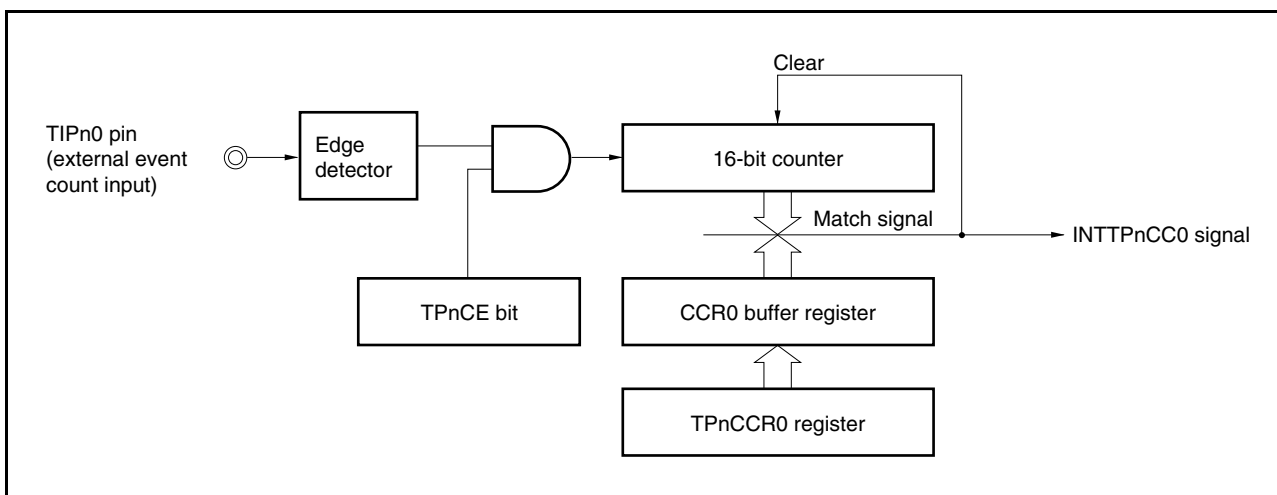 Clear
TIPn0 pin
(external event
count input)
Edge
detector
16-bit counter
Match signal
INTTPnCC0 signal
TPnCE bit
CCR0 buffer register
TPnCCR0 register